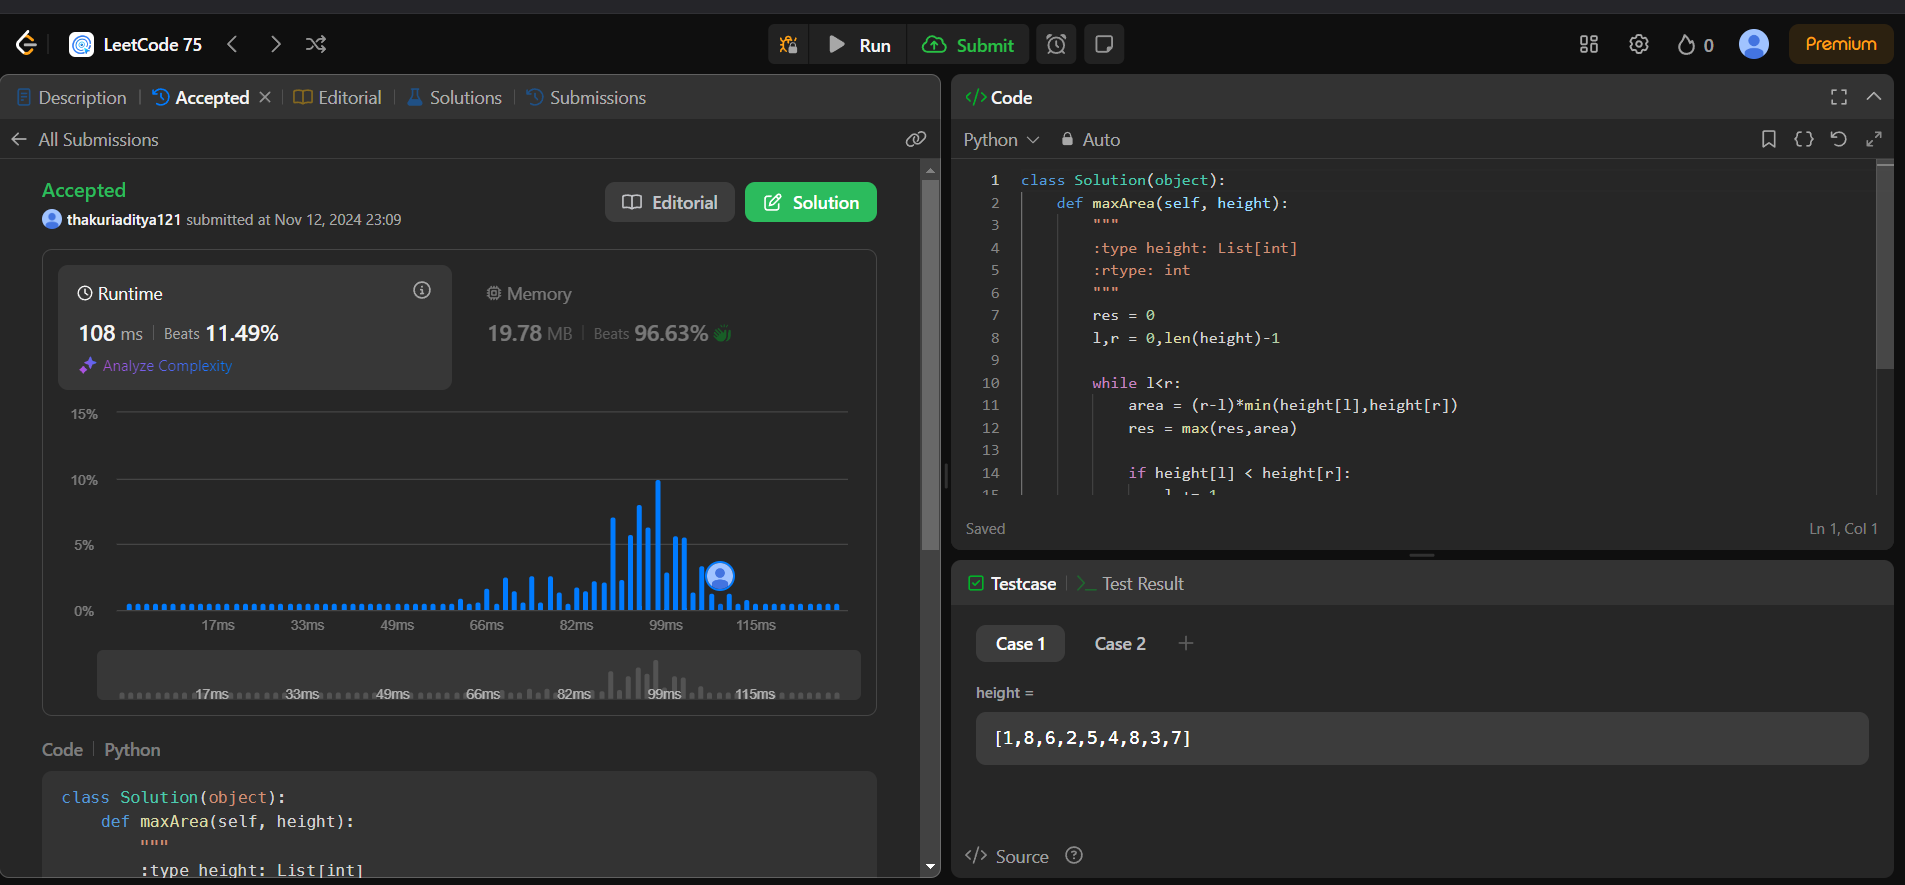 LeetCode 75
Run
Submit
0
Premium
Description
Accepted
Editorial
Solutions
Submissions
All Submissions
Accepted
thakuriaditya121 submitted at Nov 12, 2024 23:09
Editorial
Solution
Runtime
108 ms
Beats 11.49%
Analyze Complexity
Memory
19.78 MB
Beats 96.63%
15%
10%
5%
0%
17ms 33ms 49ms 66ms 82ms 99ms 115ms
17ms 33ms 49ms 66ms 82ms 99ms 115ms
Code
Python
class Solution(object):
def maxArea(self, height):
"""
:type height: List[int]
</> Code
Python
Auto
1 class Solution(object):
2 def maxArea(self, height):
3 """
4 :type height: List[int]
5 :rtype: int
6 """
7 res = 0
8 l,r = 0,len(height)-1
9
10 while l<r:
11 area = (r-l)*min(height[l],height[r])
12 res = max(res,area)
13
14 if height[l] < height[r]:
15 l += 1
Saved
Ln 1, Col 1
Testcase
>_ Test Result
Case 1
Case 2
+
height =
[1,8,6,2,5,4,8,3,7]
</> Source